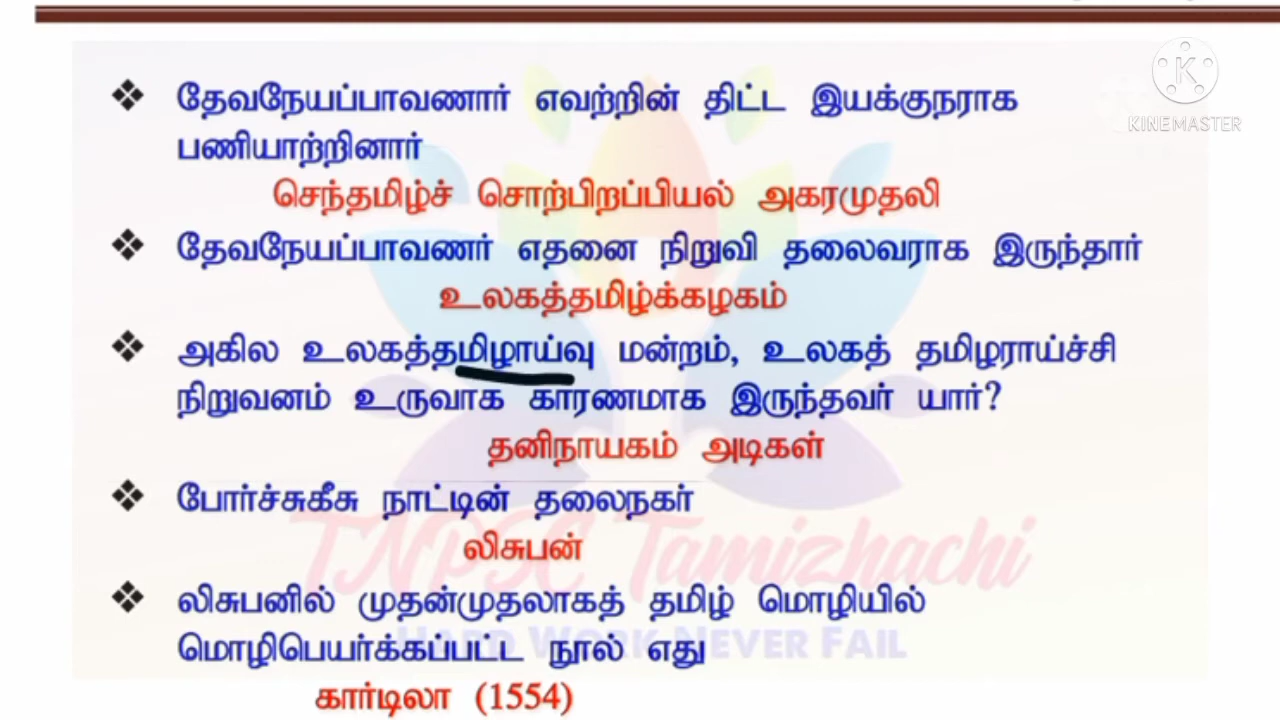 KINEMASTER
❖ தேவநேயப்பாவணார் எவற்றின் திட்ட இயக்குநராக
பணியாற்றினார்
செந்தமிழ்ச் சொற்பிறப்பியல் அகரமுதலி
❖ தேவநேயப்பாவணர் எதனை நிறுவி தலைவராக இருந்தார்
உலகத்தமிழ்க்கழகம்
❖ அகில உலகத்தமிழாய்வு மன்றம், உலகத் தமிழராய்ச்சி
நிறுவனம் உருவாக காரணமாக இருந்தவர் யார்?
தனிநாயகம் அடிகள்
❖ போர்ச்சுகீசு நாட்டின் தலைநகர்
லிசுபன்
TNPSC Tamizhachi
❖ லிசுபனில் முதன்முதலாகத் தமிழ் மொழியில்
HARD WORK NEVER FAIL
மொழிபெயர்க்கப்பட்ட நூல் எது
கார்டிலா (1554)